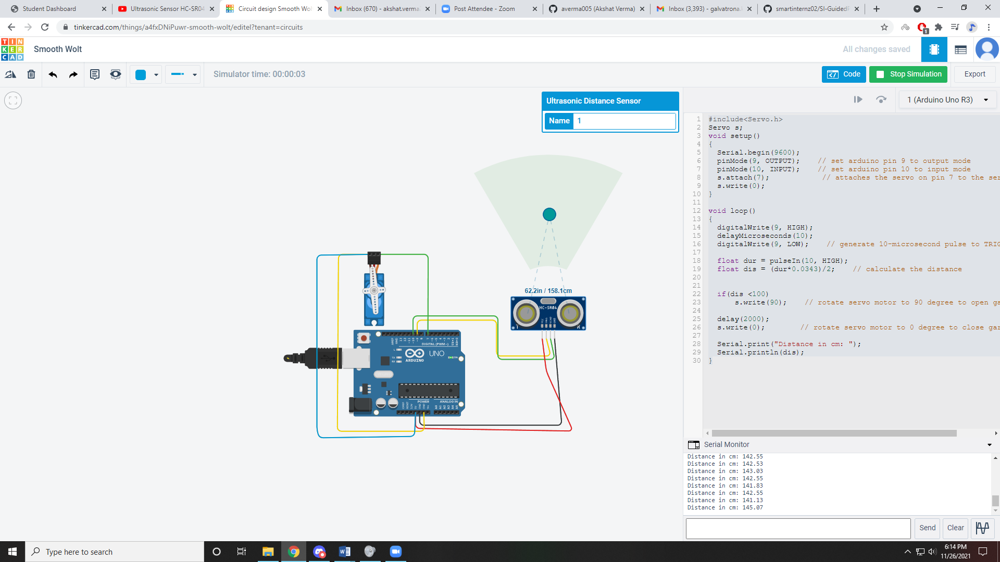 Student Dashboard
Ultrasonic Sensor HC-SR04
Circuit design Smooth Wol
Inbox (670) - akshat.verma.
Post Attendee - Zoom
averma005 (Akshat Verma)
Inbox (3,393) - galvatrona.
smartinternz02/SI-GuidedP
tinkercad.com/things/a4fxDNiPuwr-smooth-wolt/editel?tenant=circuits
1
TIN
KER
CAD
Smooth Wolt
All changes saved
Simulator time: 00:00:03
Code
Stop Simulation
Export
Ultrasonic Distance Sensor
Name 1
1 (Arduino Uno R3)
1 #include<Servo.h>
2 Servo s;
3 void setup()
4 {
5 Serial.begin(9600);
6 pinMode(9, OUTPUT); // set arduino pin 9 to output mode
7 pinMode(10, INPUT); // set arduino pin 10 to input mode
8 s.attach(7); // attaches the servo on pin 7 to the ser
9 s.write(0);
10 }
11
12 void loop()
13 {
14 digitalWrite(9, HIGH);
15 delayMicroseconds(10);
16 digitalWrite(9, LOW); // generate 10-microsecond pulse to TRIG
17
18 float dur = pulseIn(10, HIGH);
19 float dis = (dur*0.0343)/2; // calculate the distance
20
21
22 if(dis <100)
23 s.write(90); // rotate servo motor to 90 degree to open ga
24
25 delay(2000);
26 s.write(0); // rotate servo motor to 0 degree to close gar
27
28 Serial.print("Distance in cm: ");
29 Serial.println(dis);
30 }
62.2in / 158.1cm
HC-SR04
T R
DIGITAL (PWM~)
UNO
ARDUINO
L
TX
RX
ON
POWER
ANALOG IN
Serial Monitor
Distance in cm: 142.55
Distance in cm: 142.53
Distance in cm: 143.03
Distance in cm: 142.55
Distance in cm: 141.83
Distance in cm: 142.55
Distance in cm: 141.13
Distance in cm: 145.07
Send
Clear
Type here to search
6:14 PM
11/26/2021